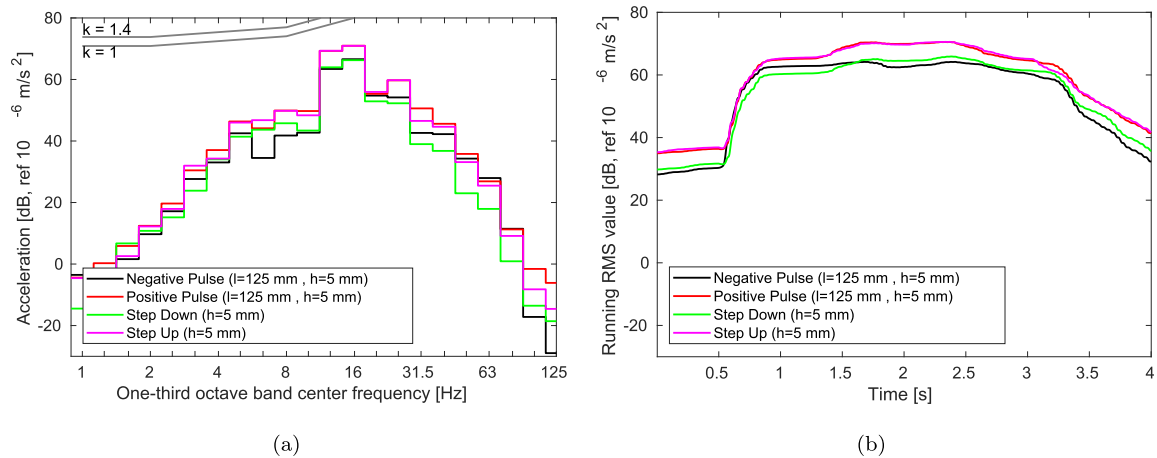 k = 1.4
k = 1
80
60
40
20
0
-20
Acceleration [dB, ref 10 -6 m/s 2]
Negative Pulse (l=125 mm , h=5 mm)
Positive Pulse (l=125 mm , h=5 mm)
Step Down (h=5 mm)
Step Up (h=5 mm)
1 2 4 8 16 31.5 63 125
One-third octave band center frequency [Hz]
(a)
80
60
40
20
0
-20
Running RMS value [dB, ref 10 -6 m/s 2]
Negative Pulse (l=125 mm , h=5 mm)
Positive Pulse (l=125 mm , h=5 mm)
Step Down (h=5 mm)
Step Up (h=5 mm)
0.5 1 1.5 2 2.5 3 3.5 4
Time [s]
(b)